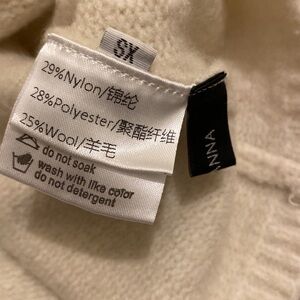 SX
29%Nylon/锦纶
28%Polyester/聚酯纤维
25%Wool/羊毛
do not soak
wash with like color
do not detergent
ANNA